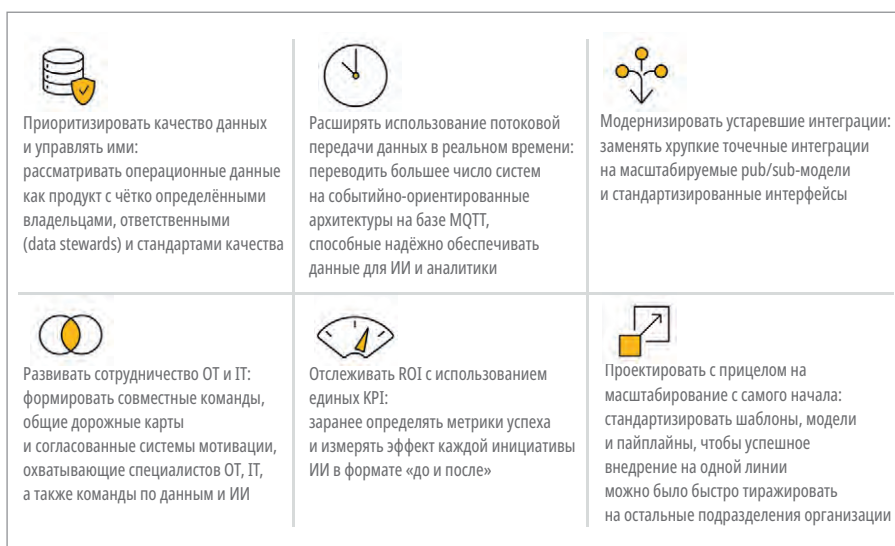 Приоритизировать качество данных
и управлять ими:
рассматривать операционные данные
как продукт с чётко определёнными
владельцами, ответственными
(data stewards) и стандартами качества
Расширять использование потоковой
передачи данных в реальном времени:
переводить большее число систем
на событийно-ориентированные
архитектуры на базе MQTT,
способные надёжно обеспечивать
данные для ИИ и аналитики
Модернизировать устаревшие интеграции:
заменять хрупкие точечные интеграции
на масштабируемые pub/sub-модели
и стандартизированные интерфейсы
Развивать сотрудничество OT и IT:
формировать совместные команды,
общие дорожные карты
и согласованные системы мотивации,
охватывающие специалистов OT, IT,
а также команды по данным и ИИ
Отслеживать ROI с использованием
единых KPI:
заранее определять метрики успеха
и измерять эффект каждой инициативы
ИИ в формате «до и после»
Проектировать с прицелом на
масштабирование с самого начала:
стандартизировать шаблоны, модели
и пайплайны, чтобы успешное
внедрение на одной линии
можно было быстро тиражировать
на остальные подразделения организации